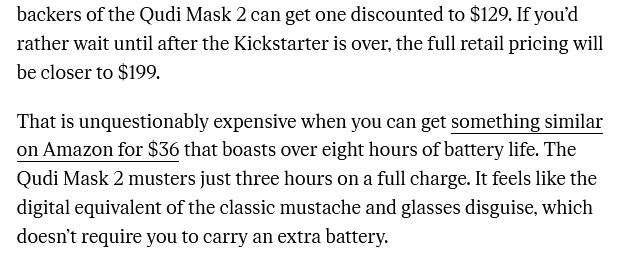 backers of the Qudi Mask 2 can get one discounted to $129. If you’d
rather wait until after the Kickstarter is over, the full retail pricing will
be closer to $199.
That is unquestionably expensive when you can get something similar
on Amazon for $36 that boasts over eight hours of battery life. The
Qudi Mask 2 musters just three hours on a full charge. It feels like the
digital equivalent of the classic mustache and glasses disguise, which
doesn’t require you to carry an extra battery.